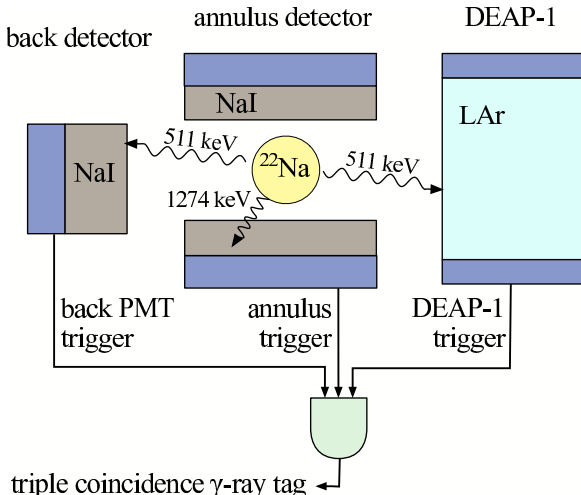 back detector
annulus detector
DEAP-1
NaI
LAr
NaI
511 keV
²²Na
511 keV
1274 keV
back PMT
trigger
annulus
trigger
DEAP-1
trigger
triple coincidence γ-ray tag